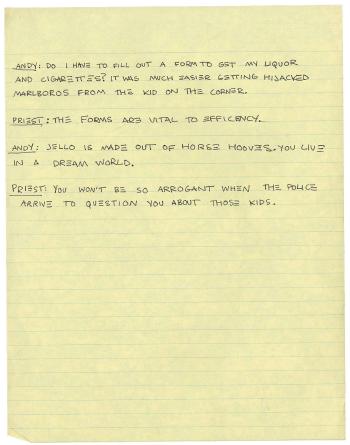 ANDY: DO I HAVE TO FILL OUT A FORM TO GET MY LIQUOR
AND CIGARETTES? IT WAS MUCH EASIER GETTING HIJACKED
MARLBOROS FROM THE KID ON THE CORNER.
PRIEST: THE FORMS ARE VITAL TO EFFICENCY.
ANDY: JELLO IS MADE OUT OF HORSE HOOVES. YOU LIVE
IN A DREAM WORLD.
PRIEST: YOU WON'T BE SO ARROGANT WHEN THE POLICE
ARRIVE TO QUESTION YOU ABOUT THOSE KIDS.